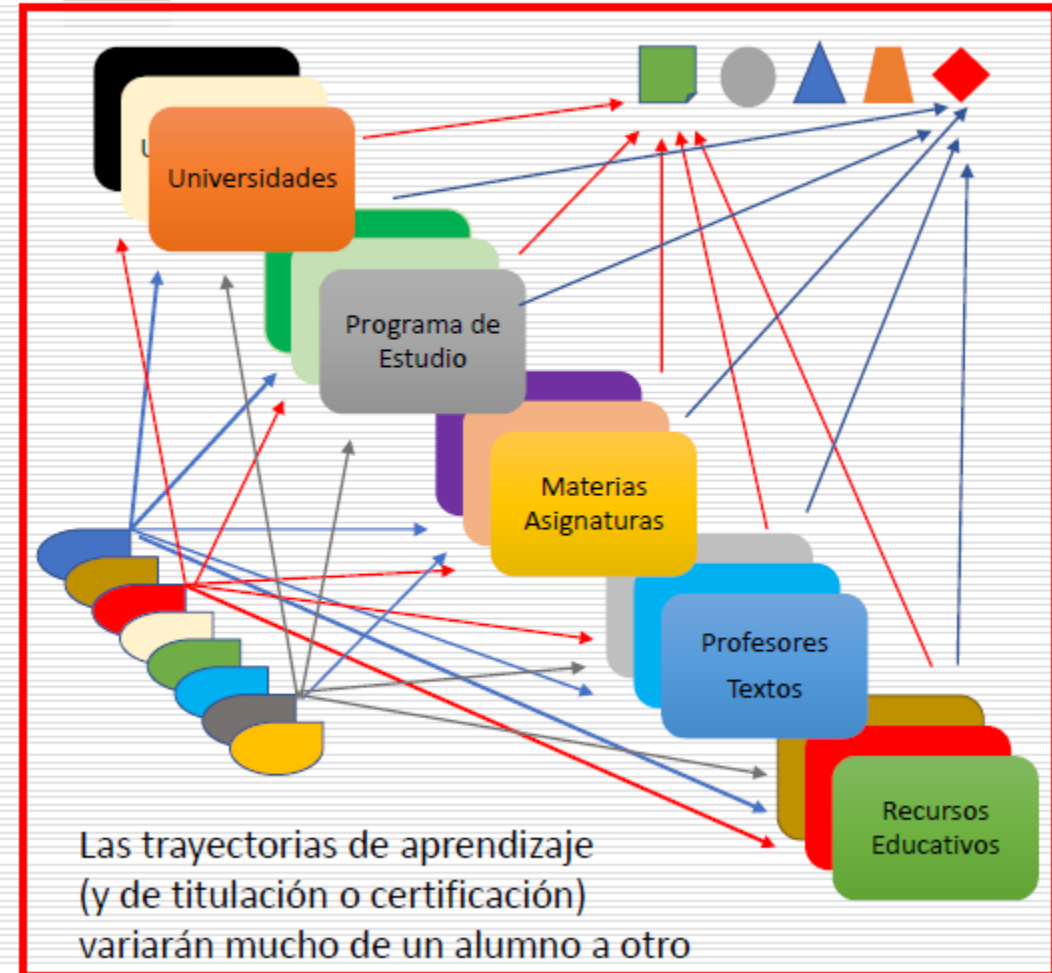 Universidades
Programa de
Estudio
Materias
Asignaturas
Profesores
Textos
Recursos
Educativos
Las trayectorias de aprendizaje
(y de titulación o certificación)
variarán mucho de un alumno a otro